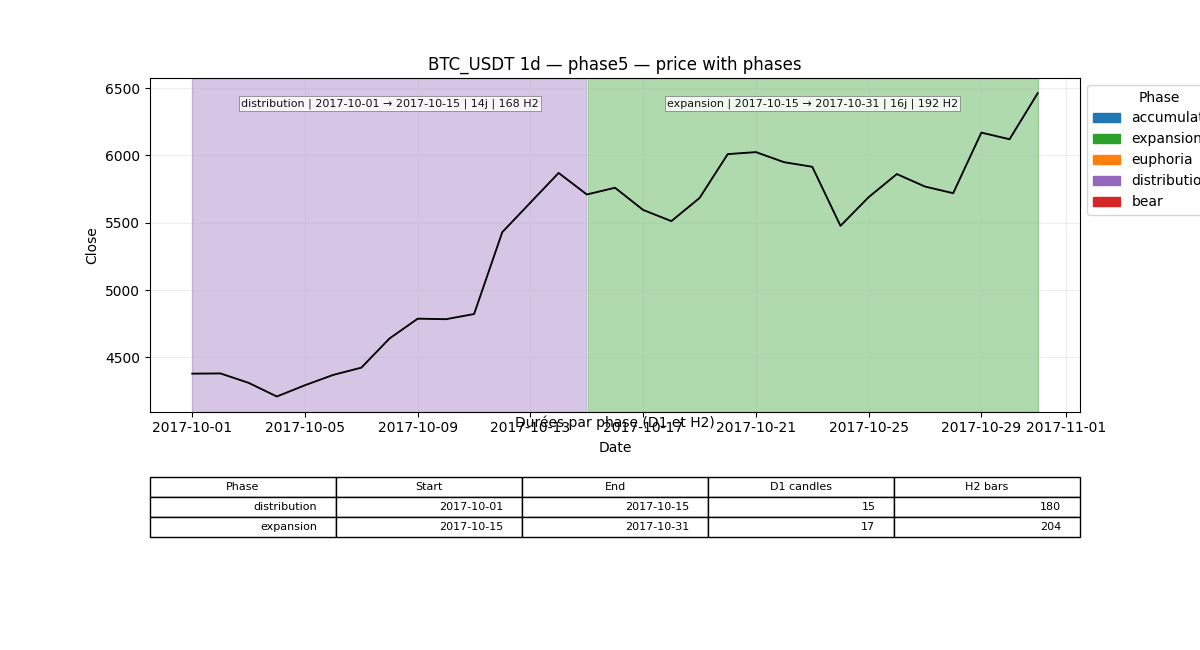 BTC_USDT 1d — phase5 — price with phases
distribution | 2017-10-01 → 2017-10-15 | 14j | 168 H2
expansion | 2017-10-15 → 2017-10-31 | 16j | 192 H2
Phase
accumulat
expansion
euphoria
distributio
bear
Close
6500
6000
5500
5000
4500
2017-10-01 2017-10-05 2017-10-09 2017-10-13 2017-10-17 2017-10-21 2017-10-25 2017-10-29 2017-11-01
Durées par phase (D1 et H2)
Date
Phase Start End D1 candles H2 bars
distribution 2017-10-01 2017-10-15 15 180
expansion 2017-10-15 2017-10-31 17 204